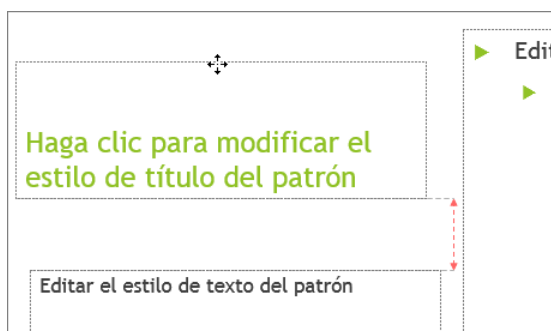 Haga clic para modificar el
estilo de título del patrón
Editar el estilo de texto del patrón